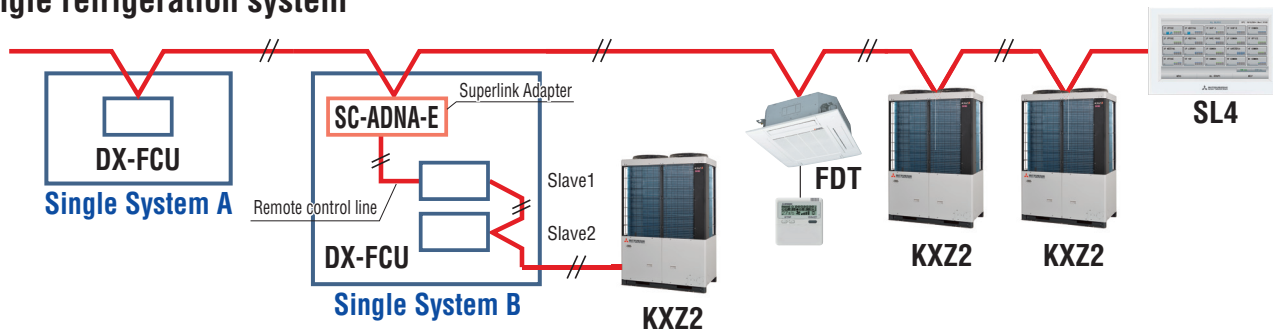 ngle refrigeration system
Superlink Adapter
SC-ADNA-E
SL4
DX-FCU
Slave1
FDT
Single System A
Remote control line
Slave2
KXZ2
KXZ2
DX-FCU
Single System B
KXZ2